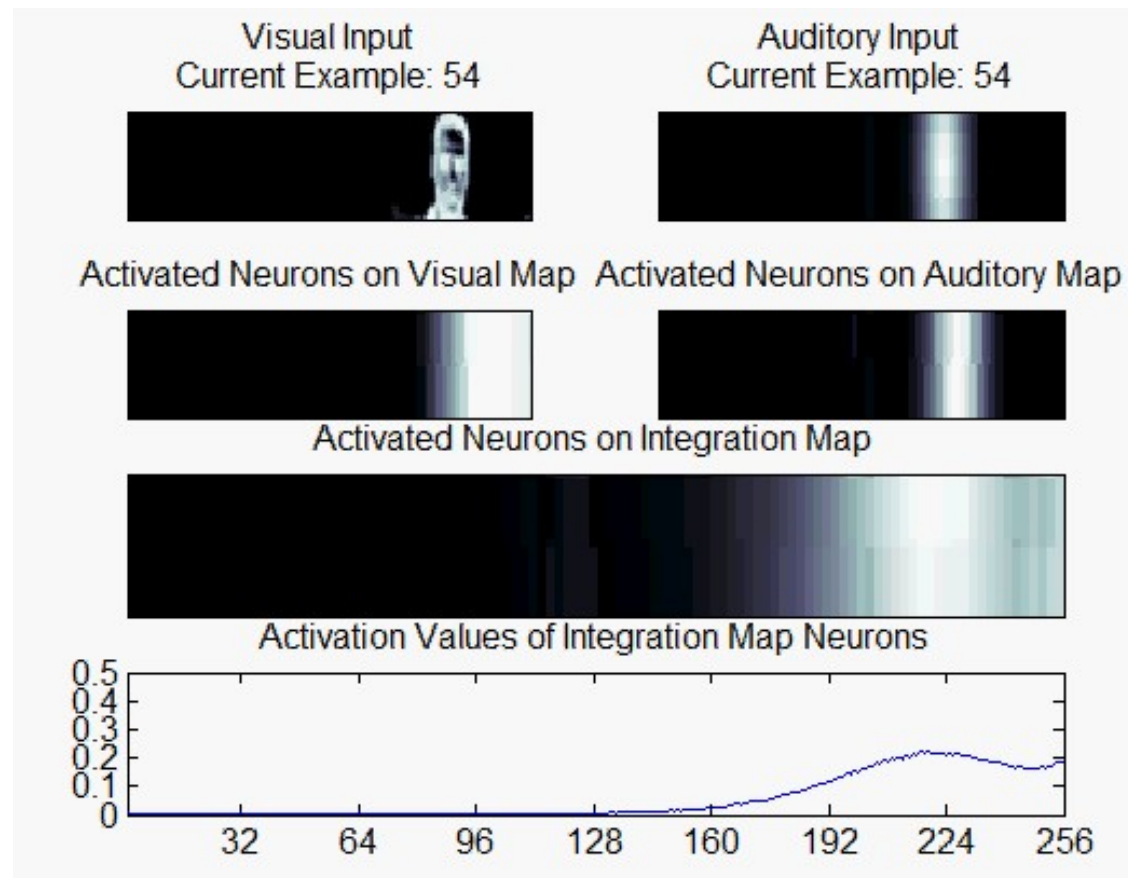 Visual Input
Current Example: 54
Auditory Input
Current Example: 54
Activated Neurons on Visual Map
Activated Neurons on Auditory Map
Activated Neurons on Integration Map
Activation Values of Integration Map Neurons
0.5
0.4
0.3
0.2
0.1
0
32 64 96 128 160 192 224 256